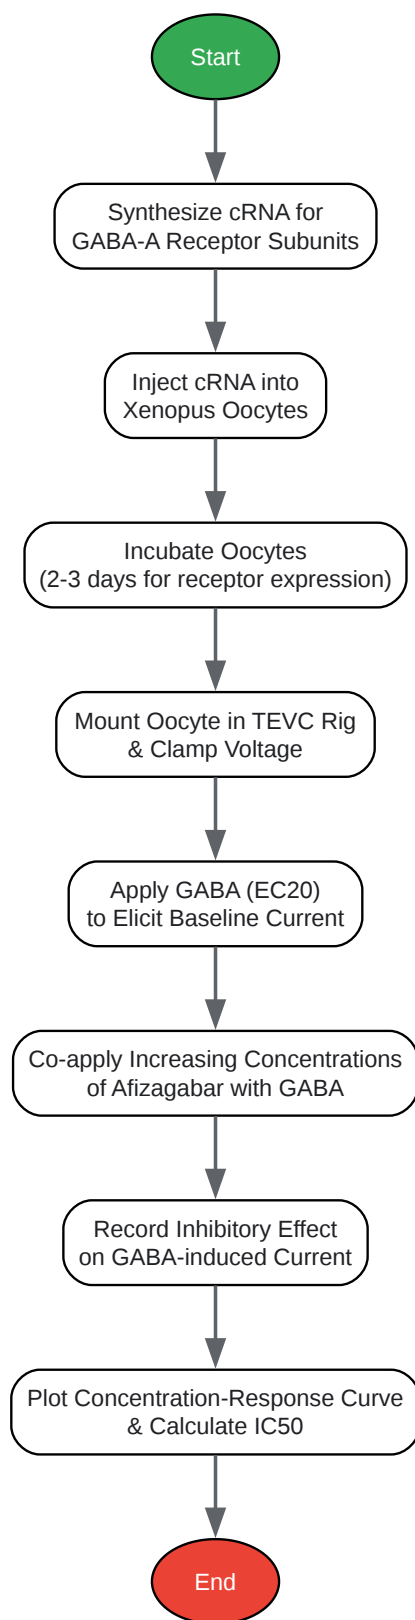 Start
Synthesize cRNA for
GABA-A Receptor Subunits
Inject cRNA into
Xenopus Oocytes
Incubate Oocytes
(2-3 days for receptor expression)
Mount Oocyte in TEVC Rig
& Clamp Voltage
Apply GABA (EC20)
to Elicit Baseline Current
Co-apply Increasing Concentrations
of Afizagabar with GABA
Record Inhibitory Effect
on GABA-induced Current
Plot Concentration-Response Curve
& Calculate IC50
End